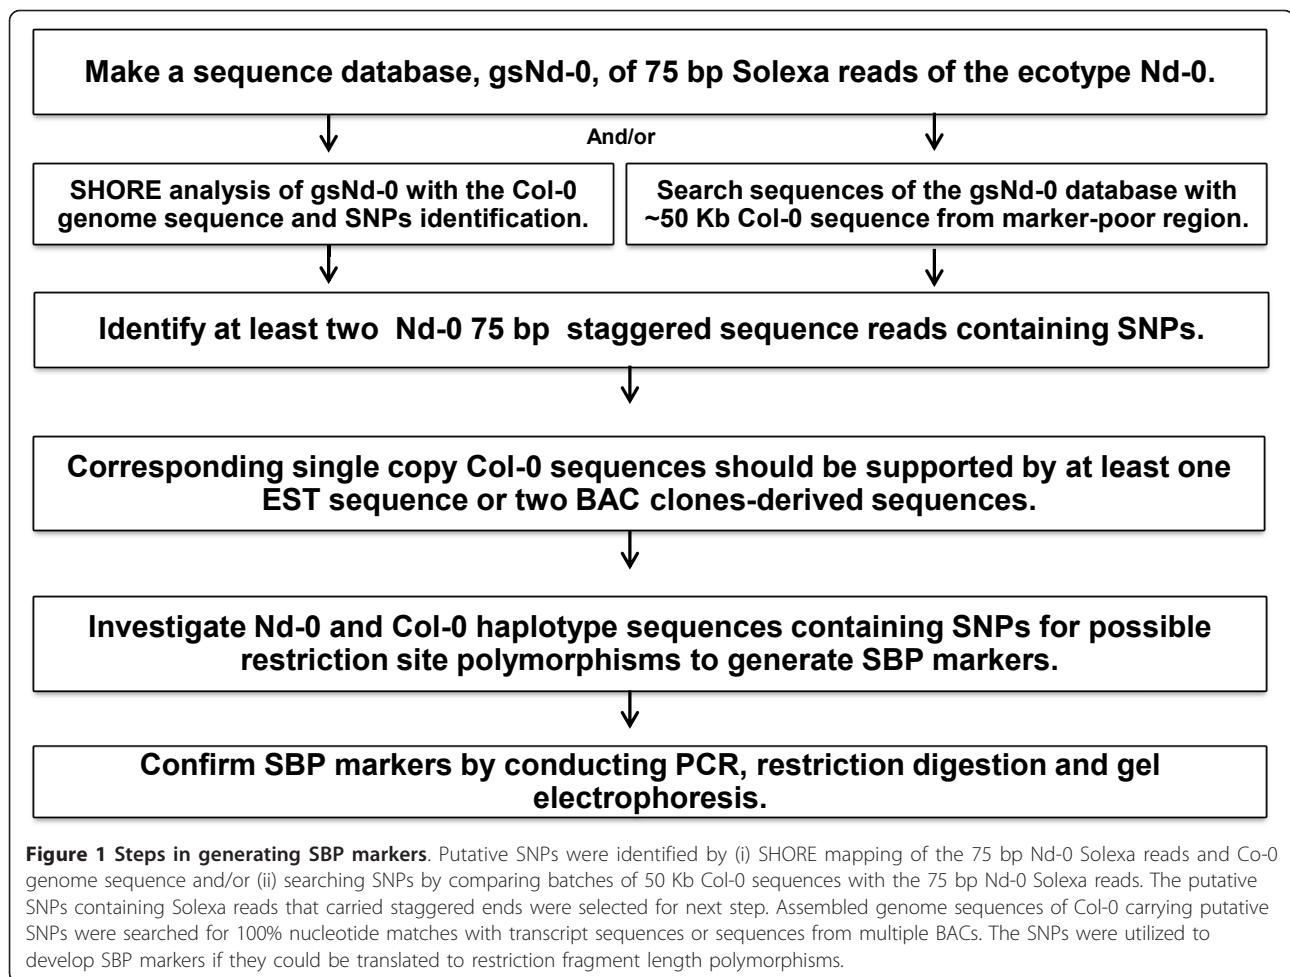 Make a sequence database, gsNd-0, of 75 bp Solexa reads of the ecotype Nd-0.
And/or
SHORE analysis of gsNd-0 with the Col-0
genome sequence and SNPs identification.
Search sequences of the gsNd-0 database with
~50 Kb Col-0 sequence from marker-poor region.
Identify at least two Nd-0 75 bp staggered sequence reads containing SNPs.
Corresponding single copy Col-0 sequences should be supported by at least one
EST sequence or two BAC clones-derived sequences.
Investigate Nd-0 and Col-0 haplotype sequences containing SNPs for possible
restriction site polymorphisms to generate SBP markers.
Confirm SBP markers by conducting PCR, restriction digestion and gel
electrophoresis.
Figure 1 Steps in generating SBP markers. Putative SNPs were identified by (i) SHORE mapping of the 75 bp Nd-0 Solexa reads and Co-0
genome sequence and/or (ii) searching SNPs by comparing batches of 50 Kb Col-0 sequences with the 75 bp Nd-0 Solexa reads. The putative
SNPs containing Solexa reads that carried staggered ends were selected for next step. Assembled genome sequences of Col-0 carrying putative
SNPs were searched for 100% nucleotide matches with transcript sequences or sequences from multiple BACs. The SNPs were utilized to
develop SBP markers if they could be translated to restriction fragment length polymorphisms.